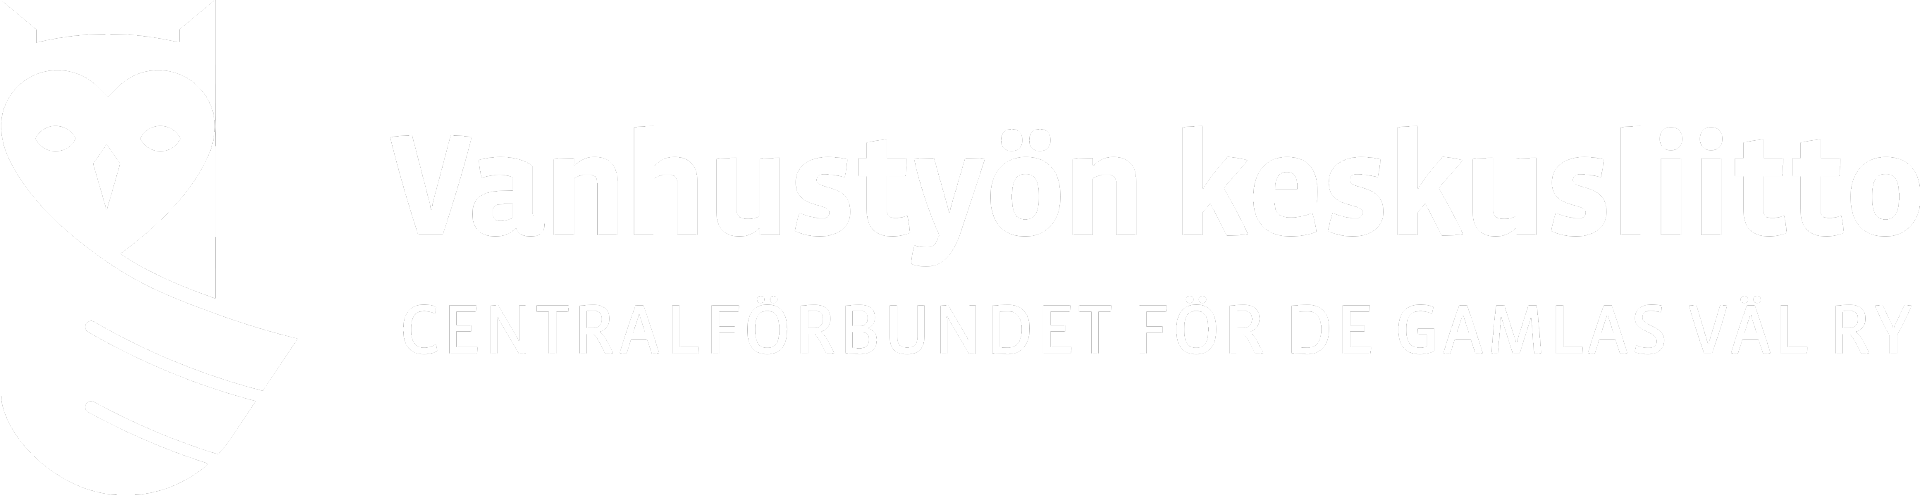 Vanhustyön keskusliitto
CENTRALFÖRBUNDET FÖR DE GAMLAS VÄL RY